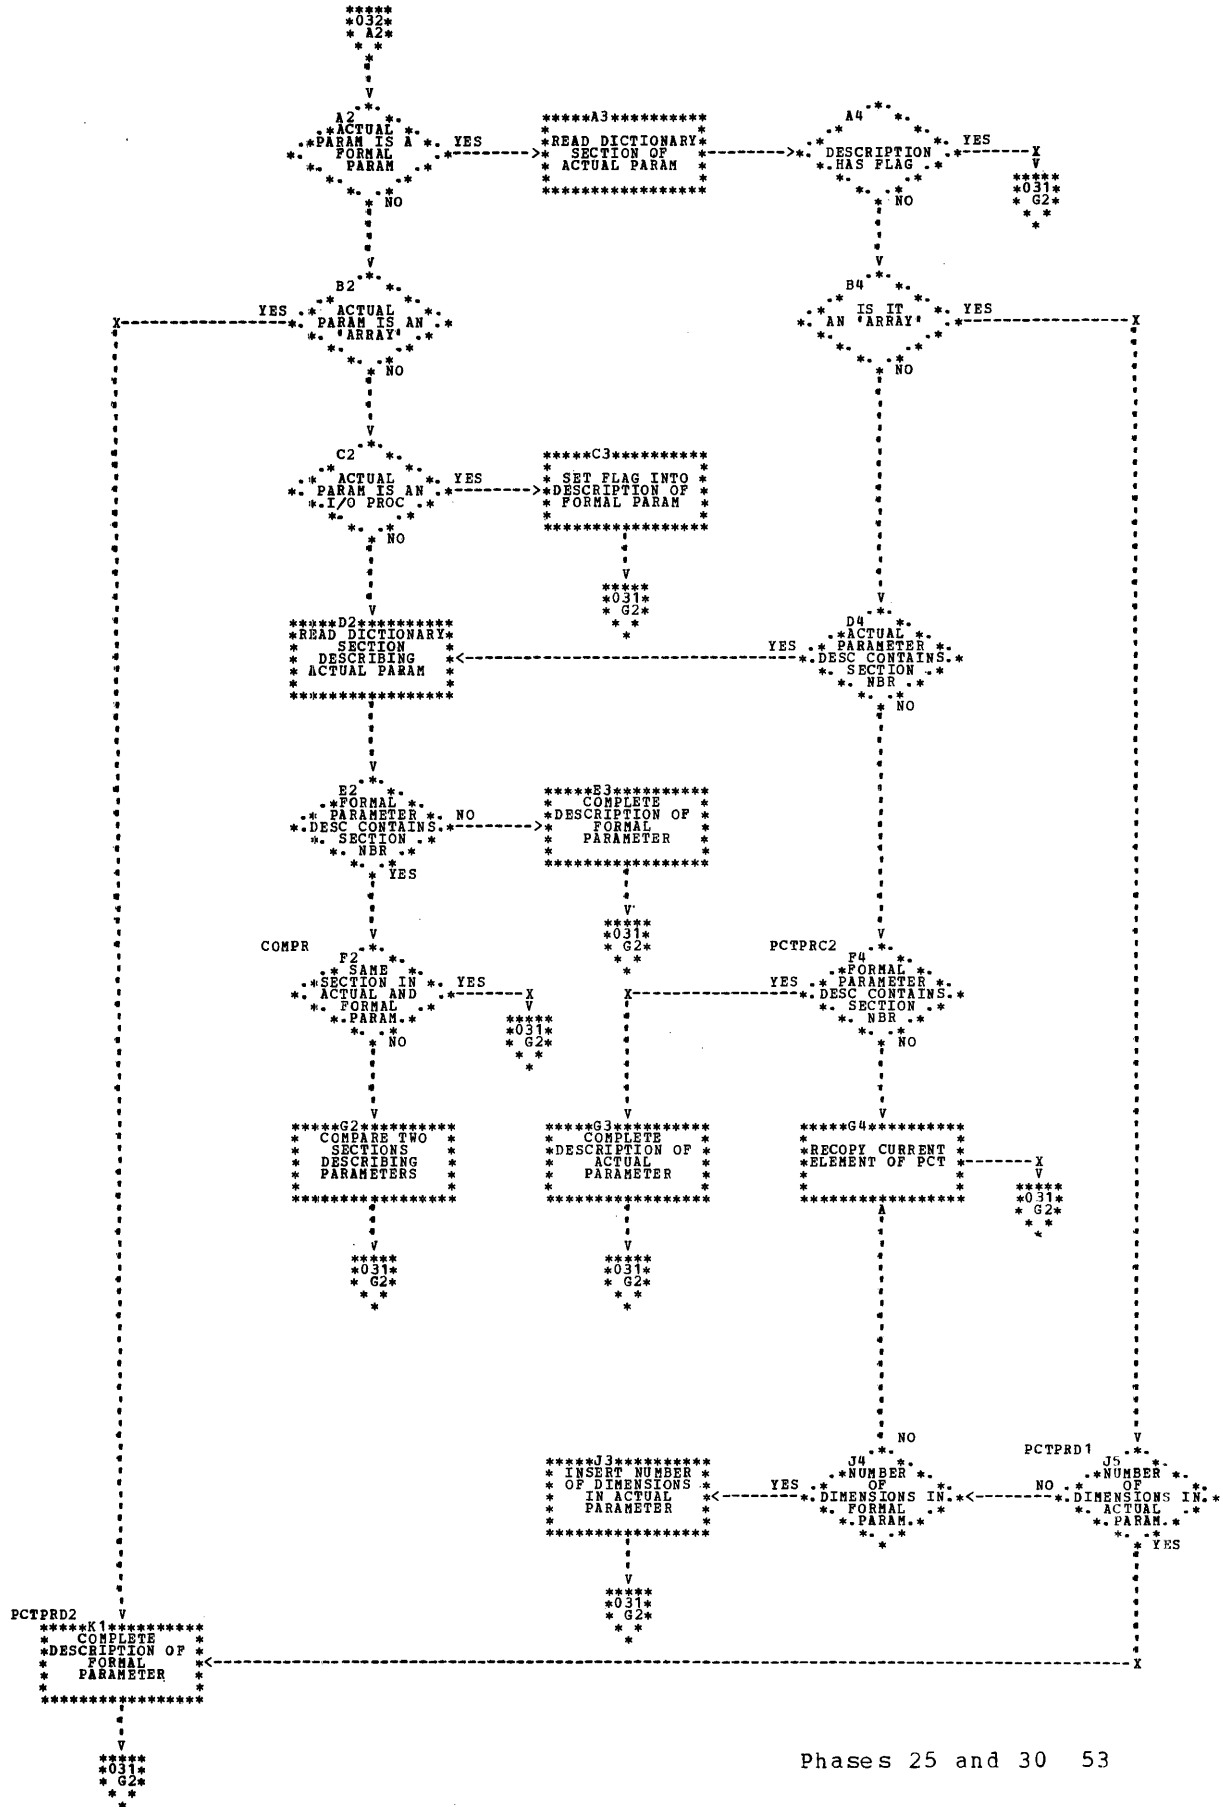 032
A2
A2
ACTUAL
PARAM IS A
FORMAL
PARAM
YES
NO
A3
READ DICTIONARY
SECTION OF
ACTUAL PARAM
A4
DESCRIPTION
HAS FLAG
YES
NO
031
G2
B2
ACTUAL
PARAM IS AN
'ARRAY'
YES
NO
B4
IS IT
AN 'ARRAY'
YES
NO
C2
ACTUAL
PARAM IS AN
I/O PROC
YES
NO
C3
SET FLAG INTO
DESCRIPTION OF
FORMAL PARAM
031
G2
D2
READ DICTIONARY
SECTION
DESCRIBING
ACTUAL PARAM
D4
ACTUAL
PARAMETER
DESC CONTAINS
SECTION
NBR
YES
NO
E2
FORMAL
PARAMETER
DESC CONTAINS
SECTION
NBR
NO
YES
E3
COMPLETE
DESCRIPTION OF
FORMAL
PARAMETER
031
G2
COMPR
F2
SAME
SECTION IN
ACTUAL AND
FORMAL
PARAM
YES
NO
031
G2
PCTPRC2
F4
FORMAL
PARAMETER
DESC CONTAINS
SECTION
NBR
YES
NO
G2
COMPARE TWO
SECTIONS
DESCRIBING
PARAMETERS
031
G2
G3
COMPLETE
DESCRIPTION OF
ACTUAL
PARAMETER
031
G2
G4
RECOPY CURRENT
ELEMENT OF PCT
031
G2
J3
INSERT NUMBER
OF DIMENSIONS
IN ACTUAL
PARAMETER
031
G2
NO
J4
NUMBER
OF
DIMENSIONS IN
FORMAL
PARAM
YES
PCTPRD1
J5
NUMBER
OF
DIMENSIONS IN
ACTUAL
PARAM
NO
YES
PCTPRD2
K1
COMPLETE
DESCRIPTION OF
FORMAL
PARAMETER
031
G2
Phases 25 and 30 53